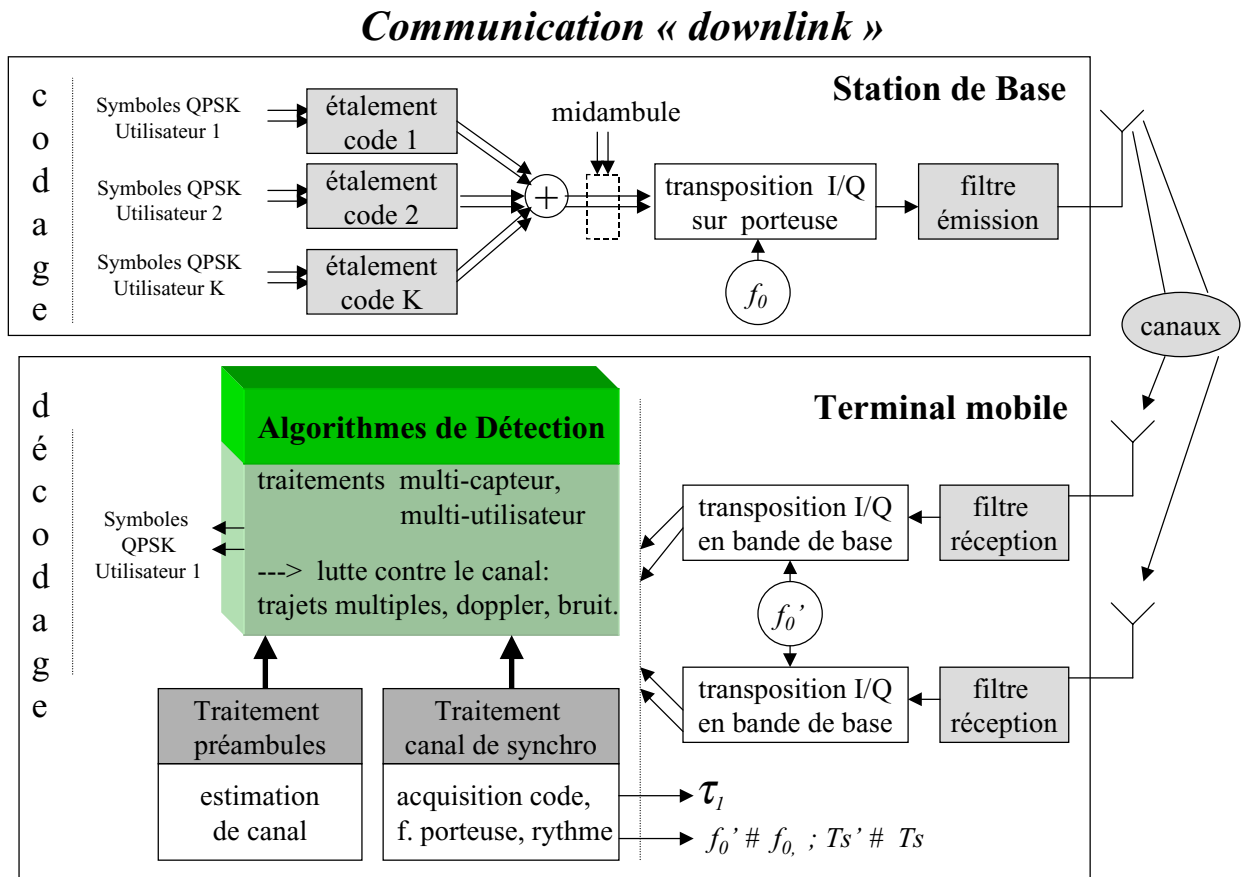 Communication « downlink »
codage
Station de Base
Symboles QPSK
Utilisateur 1
étalement
code 1
Symboles QPSK
Utilisateur 2
étalement
code 2
Symboles QPSK
Utilisateur K
étalement
code K
+
midambule
transposition I/Q
sur porteuse
f0
filtre
émission
canaux
décodage
Terminal mobile
Algorithmes de Détection
traitements multi-capteur,
multi-utilisateur
---> lutte contre le canal:
trajets multiples, doppler, bruit.
Symboles
QPSK
Utilisateur 1
transposition I/Q
en bande de base
filtre
réception
f0’
transposition I/Q
en bande de base
filtre
réception
Traitement
préambules
estimation
de canal
Traitement
canal de synchro
acquisition code,
f. porteuse, rythme
τ1
f0’ # f0, ; Ts’ # Ts